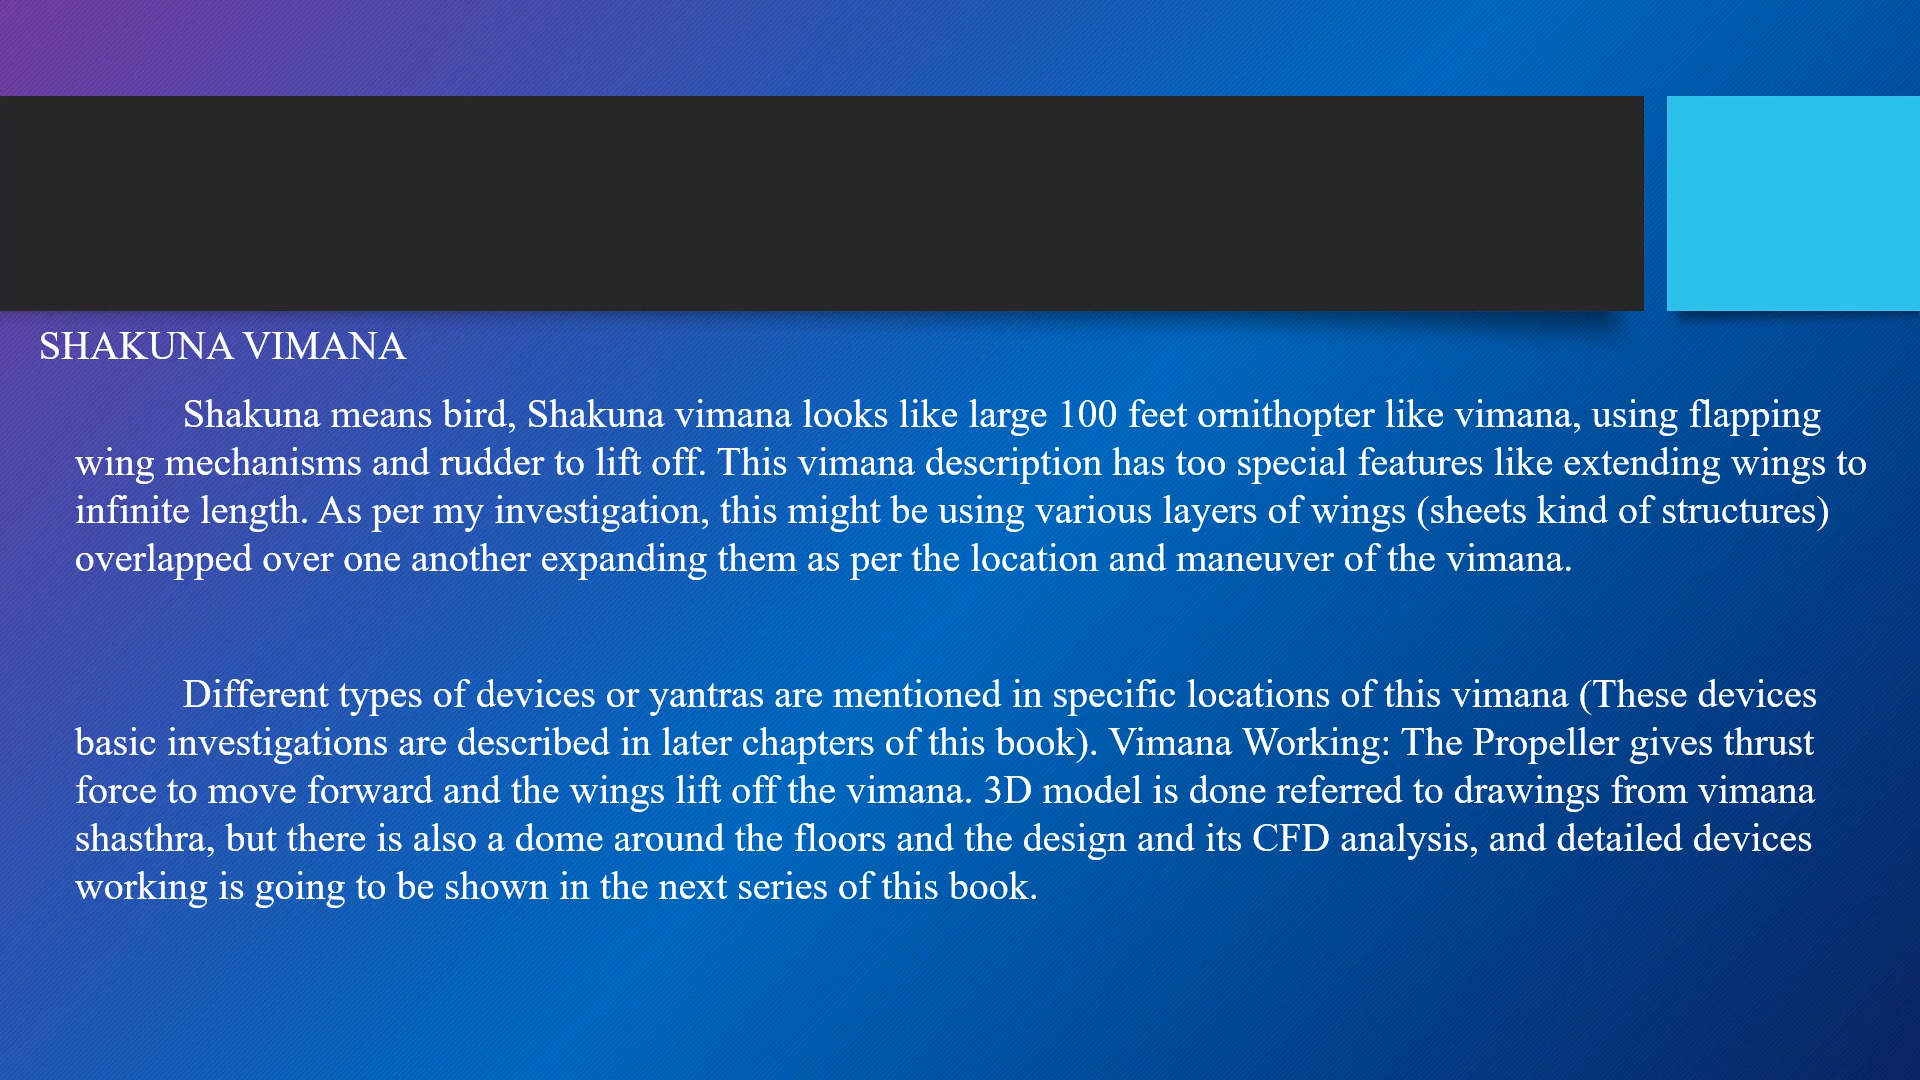 SHAKUNA VIMANA
Shakuna means bird, Shakuna vimana looks like large 100 feet ornithopter like vimana, using flapping
wing mechanisms and rudder to lift off. This vimana description has too special features like extending wings to
infinite length. As per my investigation, this might be using various layers of wings (sheets kind of structures)
overlapped over one another expanding them as per the location and maneuver of the vimana.
Different types of devices or yantras are mentioned in specific locations of this vimana (These devices
basic investigations are described in later chapters of this book). Vimana Working: The Propeller gives thrust
force to move forward and the wings lift off the vimana. 3D model is done referred to drawings from vimana
shasthra, but there is also a dome around the floors and the design and its CFD analysis, and detailed devices
working is going to be shown in the next series of this book.